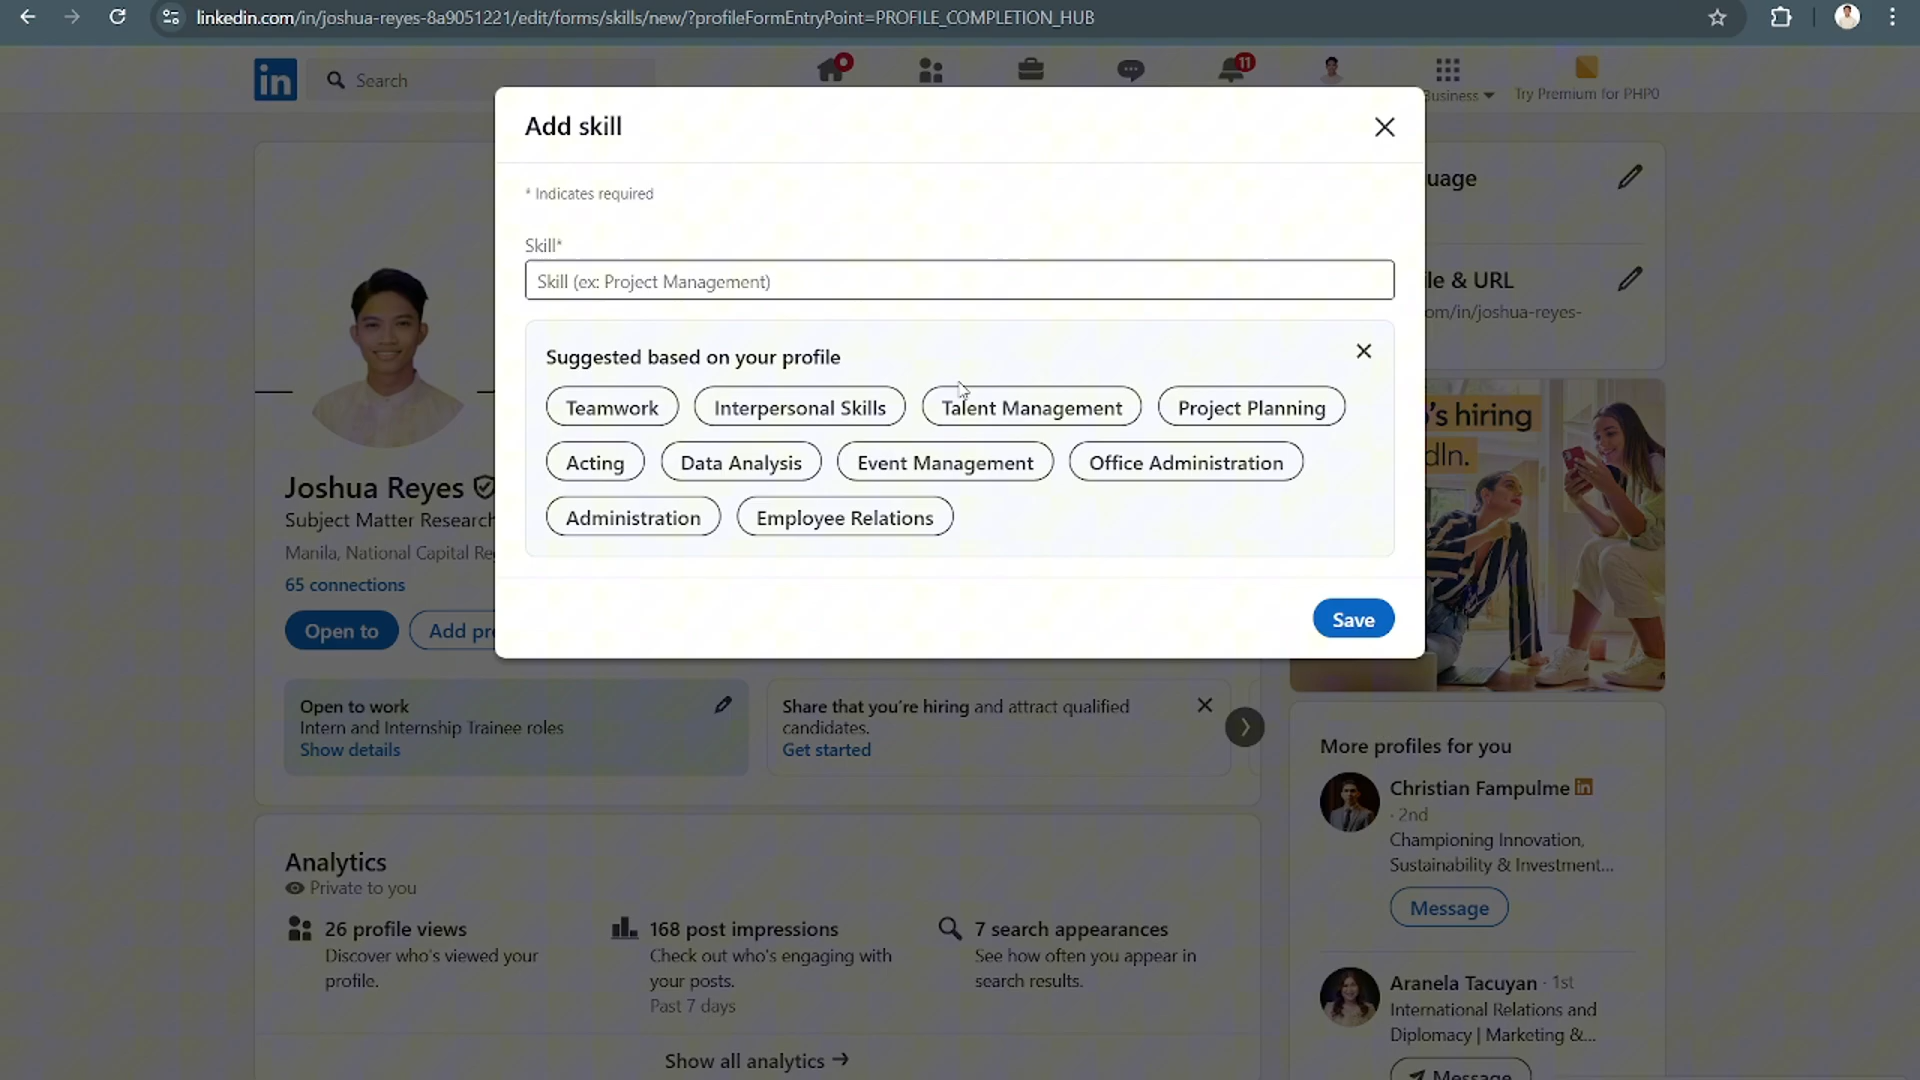 linkedin.com/in/joshua-reyes-8a9051221/edit/forms/skills/new/?profileFormEntryPoint=PROFILE_COMPLETION_HUB
in
Search
11
Business
Try Premium for PHP0
Add skill
* Indicates required
Skill*
Skill (ex: Project Management)
Suggested based on your profile
Teamwork
Interpersonal Skills
Talent Management
Project Planning
Acting
Data Analysis
Event Management
Office Administration
Administration
Employee Relations
Save
Joshua Reyes
Subject Matter Research
Manila, National Capital Re
65 connections
Open to
Add pr
Open to work
Intern and Internship Trainee roles
Show details
Share that you're hiring and attract qualified
candidates.
Get started
Analytics
Private to you
26 profile views
Discover who's viewed your
profile.
168 post impressions
Check out who's engaging with
your posts.
Past 7 days
7 search appearances
See how often you appear in
search results.
Show all analytics
uage
le & URL
om/in/joshua-reyes-
's hiring
dIn.
More profiles for you
Christian Fampulme in
· 2nd
Championing Innovation,
Sustainability & Investment...
Message
Aranela Tacuyan · 1st
International Relations and
Diplomacy | Marketing &...
Message